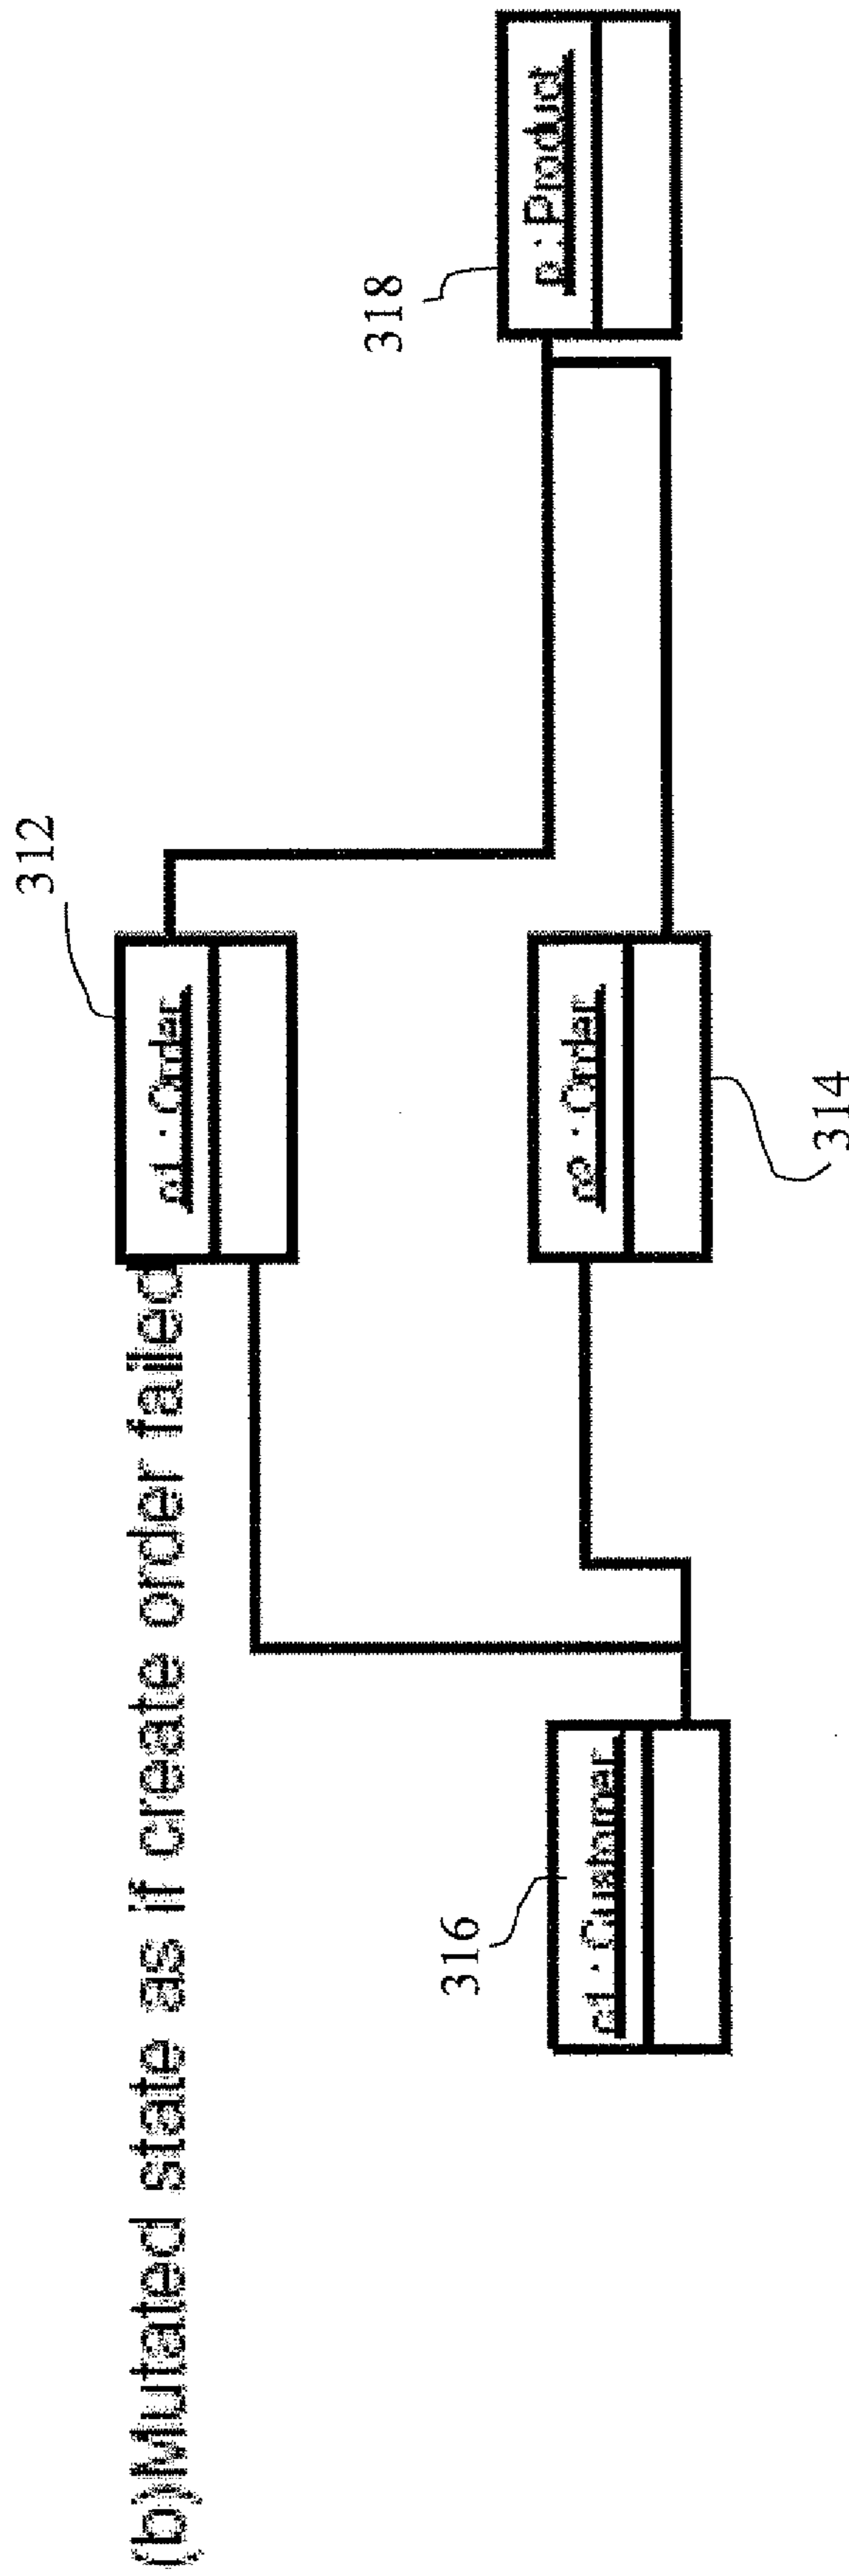 (b)Mutated state as if create order failed
312
o1 : Order
318
p : Product
316
c1 : Customer
o2 : Order
314